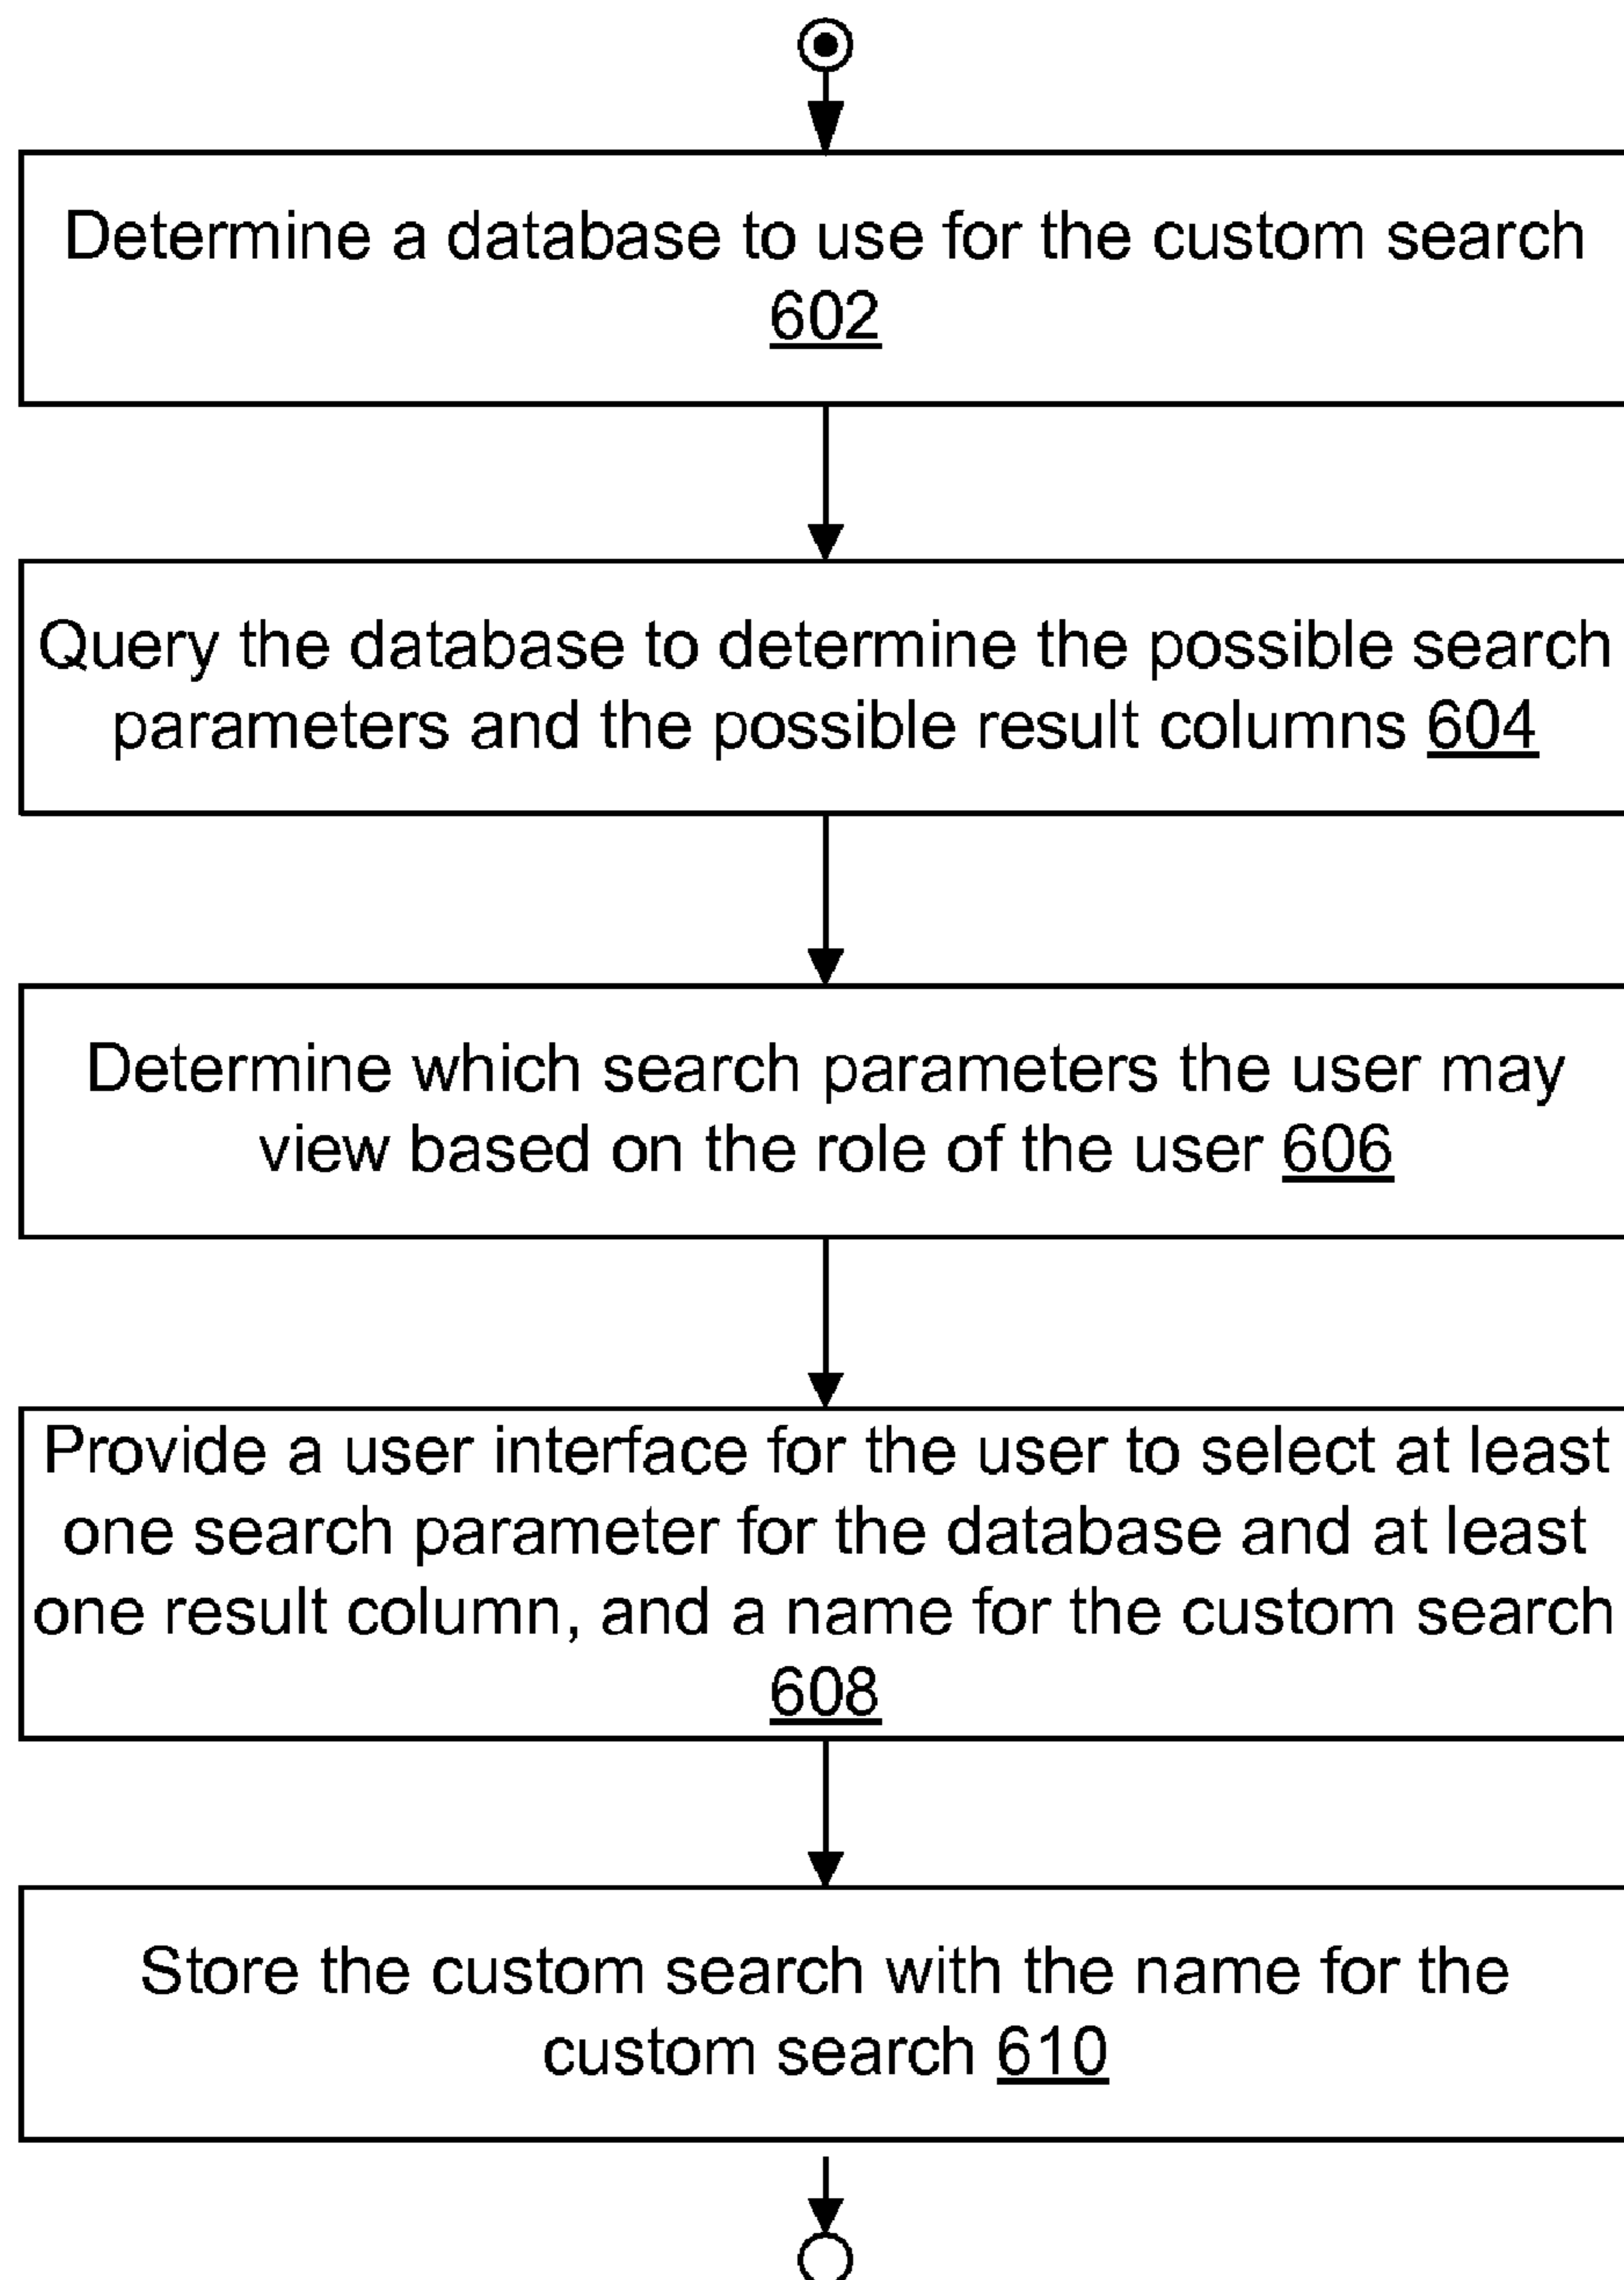 Determine a database to use for the custom search
602
Query the database to determine the possible search
parameters and the possible result columns 604
Determine which search parameters the user may
view based on the role of the user 606
Provide a user interface for the user to select at least
one search parameter for the database and at least
one result column, and a name for the custom search
608
Store the custom search with the name for the
custom search 610